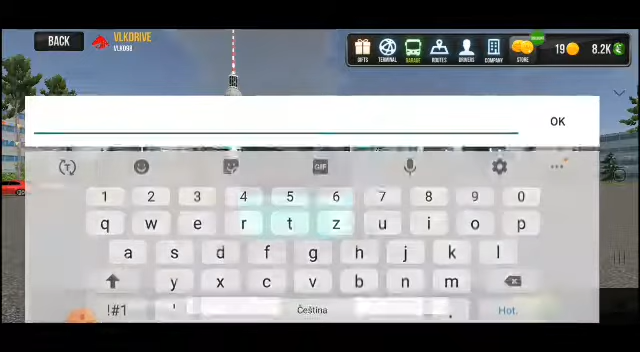 BACK
VLKDRIVE
VLKD98
GIFTS TERMINAL GARAGE ROUTES DRIVERS COMPANY STORE
19 8.2K
OK
GIF
1 2 3 4 5 6 7 8 9 0
q w e r t z u i o p
a s d f g h j k l
y x c v b n m
!#1 ' Čeština . Hot.